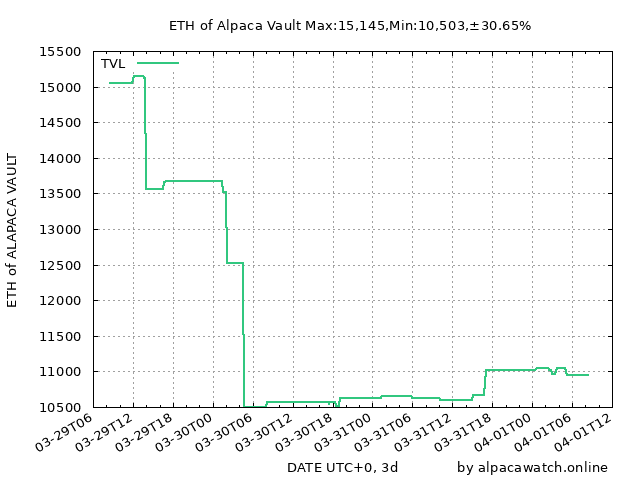 ETH of Alpaca Vault Max:15,145,Min:10,503,±30.65%
TVL
15500
15000
14500
14000
13500
13000
12500
12000
11500
11000
10500
ETH of ALAPACA VAULT
03-29T06
03-29T12
03-29T18
03-30T00
03-30T06
03-30T12
03-30T18
03-31T00
03-31T06
03-31T12
03-31T18
04-01T00
04-01T06
04-01T12
DATE UTC+0, 3d
by alpacawatch.online